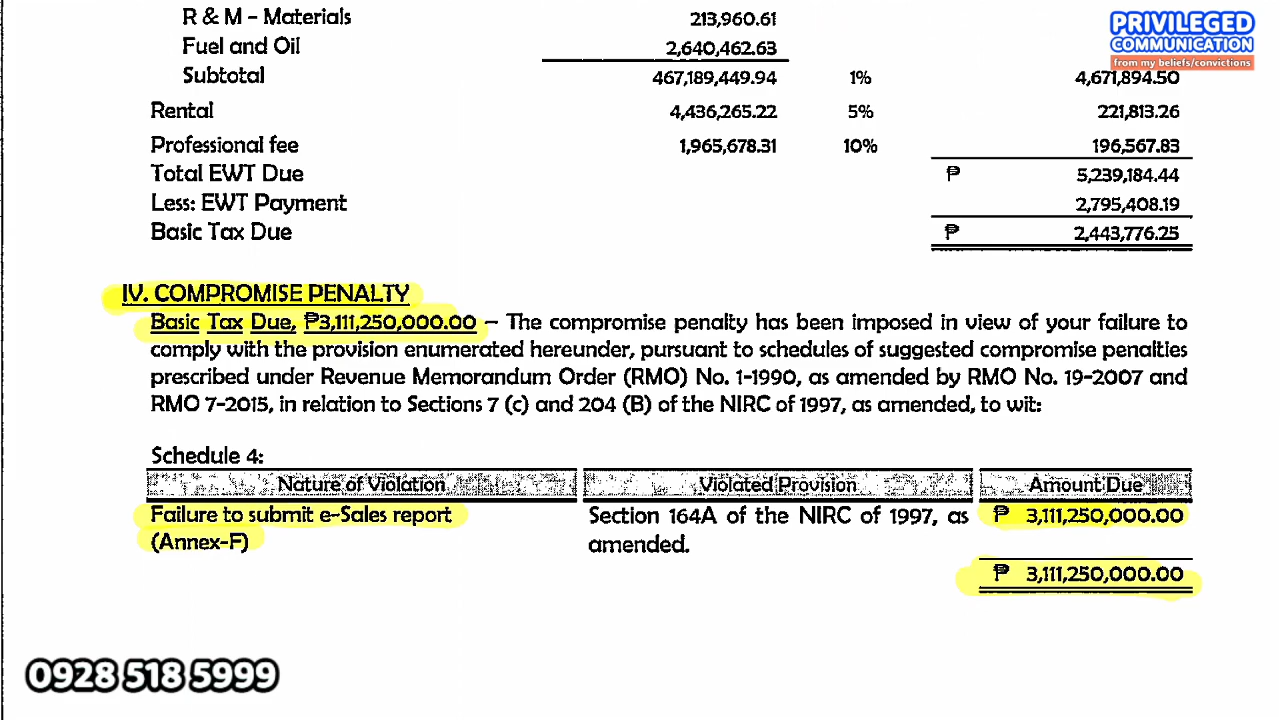 R & M – Materials 213,960.61
Fuel and Oil 2,640,462.63
Subtotal 467,189,449.94 1% 4,671,894.50
Rental 4,436,265.22 5% 221,813.26
Professional fee 1,965,678.31 10% 196,567.83
Total EWT Due ₱ 5,239,184.44
Less: EWT Payment 2,795,408.19
Basic Tax Due ₱ 2,443,776.25
IV. COMPROMISE PENALTY
Basic Tax Due, ₱3,111,250,000.00 – The compromise penalty has been imposed in view of your failure to
comply with the provision enumerated hereunder, pursuant to schedules of suggested compromise penalties
prescribed under Revenue Memorandum Order (RMO) No. 1-1990, as amended by RMO No. 19-2007 and
RMO 7-2015, in relation to Sections 7 (c) and 204 (B) of the NIRC of 1997, as amended, to wit:
Schedule 4:
Nature of Violation Violated Provision Amount Due
Failure to submit e-Sales report Section 164A of the NIRC of 1997, as ₱ 3,111,250,000.00
(Annex-F) amended.
₱ 3,111,250,000.00
PRIVILEGED
COMMUNICATION
from my beliefs/convictions
0928 518 5999